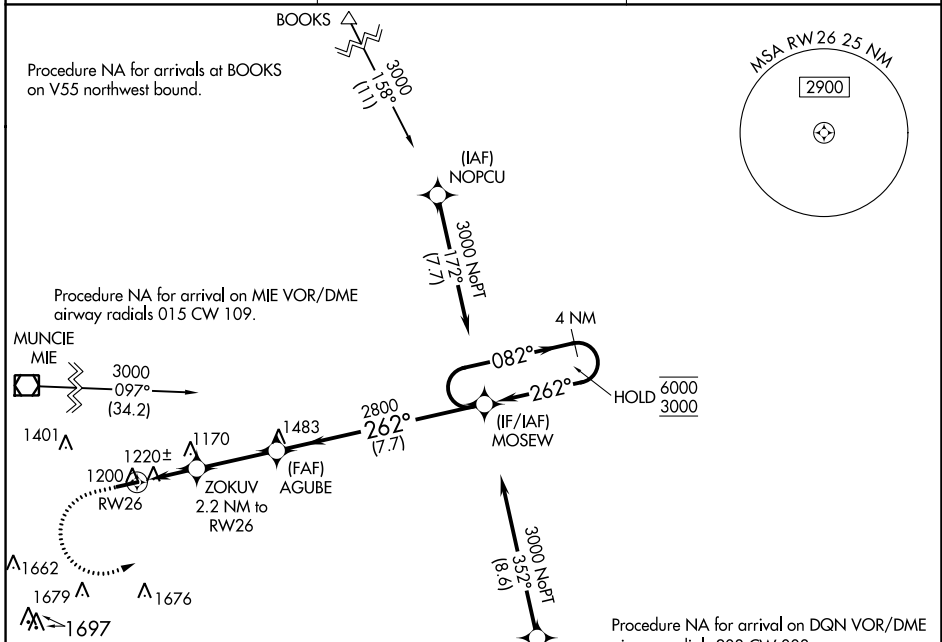 BOOKS
Procedure NA for arrivals at BOOKS
on V55 northwest bound.
3000
158°
(11)
MSA RW26 25 NM
2900
(IAF)
NOPCU
3000 NoPT
172°
(7.7)
Procedure NA for arrival on MIE VOR/DME
airway radials 015 CW 109.
MUNCIE
MIE
3000
097°
(34.2)
4 NM
082°
262°
HOLD 6000
3000
(IF/IAF)
MOSEW
2800
262°
(7.7)
1401
1483
1170
1220±
1200
(FAF)
AGUBE
ZOKUV
2.2 NM to
RW26
RW26
3000 NoPT
352°
(8.6)
1662
1679
1676
1697
Procedure NA for arrival on DQN VOR/DME